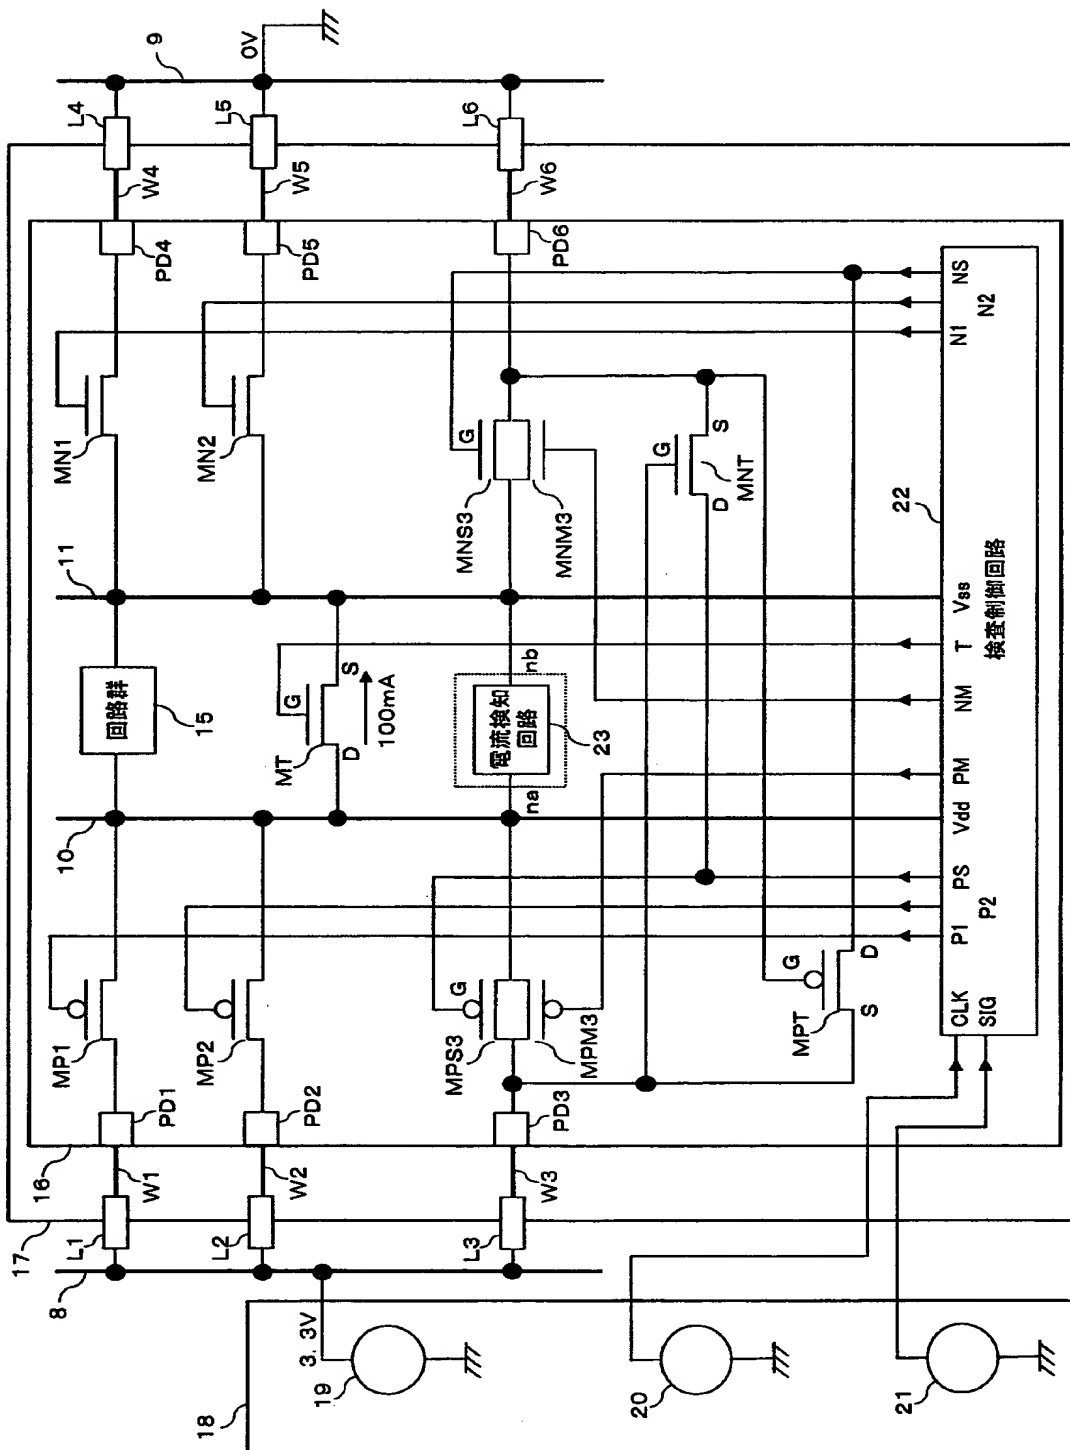 18
19
3. 3V
20
21
8
17
16
L1
L2
L3
W1
W2
W3
PD1
PD2
PD3
MP1
MP2
MPS3
MPM3
G
MPT
G
S
D
10
11
回路群
15
MT
G
D
S
100mA
na
nb
電流検知
回路
23
MN1
MN2
MNS3
MNM3
G
MNT
G
D
S
PD4
PD5
PD6
W4
W5
W6
L4
L5
L6
9
0V
CLK
SIG
P1
P2
PS
Vdd
PM
NM
T
Vss
N1
N2
NS
検査制御回路
22